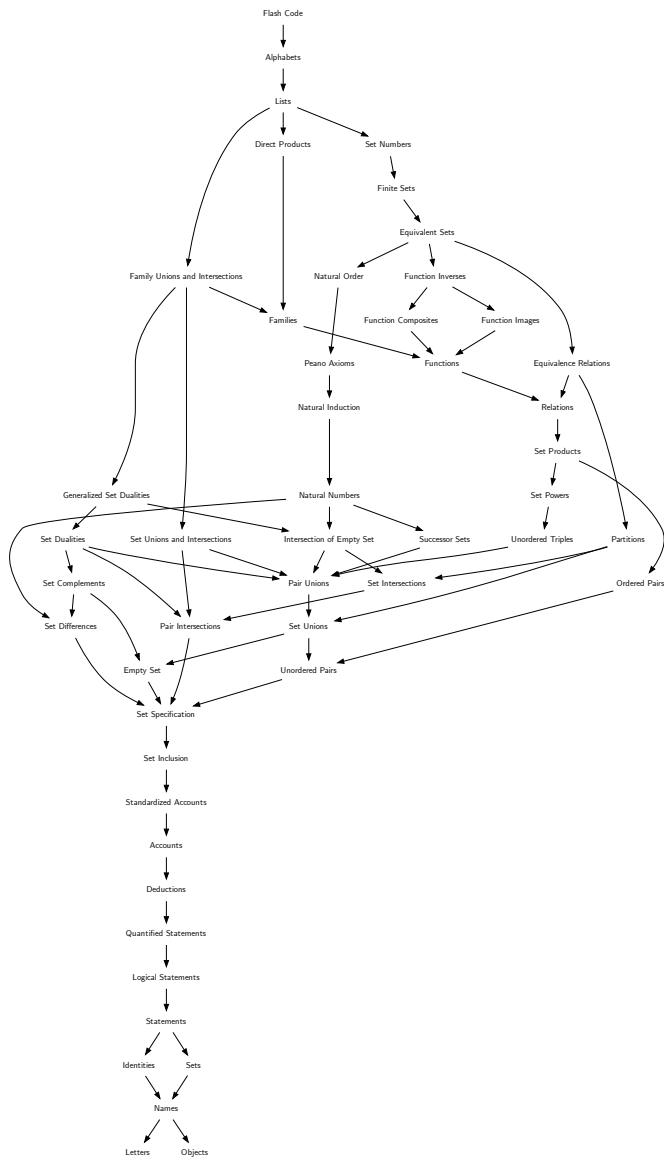 Flash Code
Alphabets
Lists
Direct Products
Set Numbers
Finite Sets
Equivalent Sets
Family Unions and Intersections
Natural Order
Function Inverses
Families
Function Composites
Function Images
Peano Axioms
Functions
Equivalence Relations
Natural Induction
Relations
Set Products
Generalized Set Dualities
Natural Numbers
Set Powers
Set Dualities
Set Unions and Intersections
Intersection of Empty Set
Successor Sets
Unordered Triples
Partitions
Set Complements
Pair Unions
Set Intersections
Ordered Pairs
Set Differences
Pair Intersections
Set Unions
Empty Set
Unordered Pairs
Set Specification
Set Inclusion
Standardized Accounts
Accounts
Deductions
Quantified Statements
Logical Statements
Statements
Identities
Sets
Names
Letters
Objects